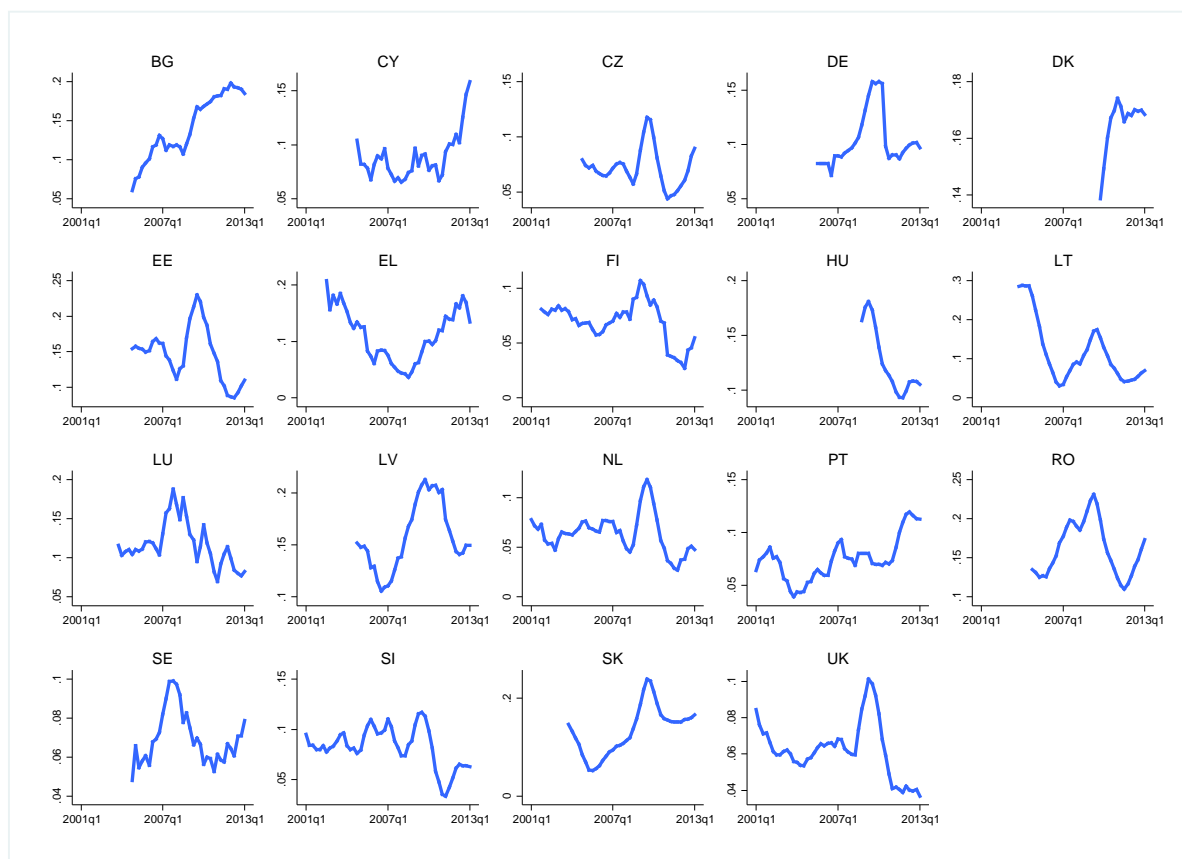 BG
.05 .1 .15 .2
2001q1 2007q1 2013q1
CY
.05 .1 .15
2001q1 2007q1 2013q1
CZ
.05 .1 .15
2001q1 2007q1 2013q1
DE
.05 .1 .15
2001q1 2007q1 2013q1
DK
.14 .16 .18
2001q1 2007q1 2013q1
EE
.1 .15 .2 .25
2001q1 2007q1 2013q1
EL
0 .1 .2
2001q1 2007q1 2013q1
FI
0 .05 .1
2001q1 2007q1 2013q1
HU
.1 .15 .2
2001q1 2007q1 2013q1
LT
0 .1 .2 .3
2001q1 2007q1 2013q1
LU
.05 .1 .15 .2
2001q1 2007q1 2013q1
LV
.1 .15 .2
2001q1 2007q1 2013q1
NL
0 .05 .1
2001q1 2007q1 2013q1
PT
.05 .1 .15
2001q1 2007q1 2013q1
RO
.1 .15 .2 .25
2001q1 2007q1 2013q1
SE
.04 .06 .08 .1
2001q1 2007q1 2013q1
SI
.05 .1 .15
2001q1 2007q1 2013q1
SK
0 .2
2001q1 2007q1 2013q1
UK
.04 .06 .08 .1
2001q1 2007q1 2013q1